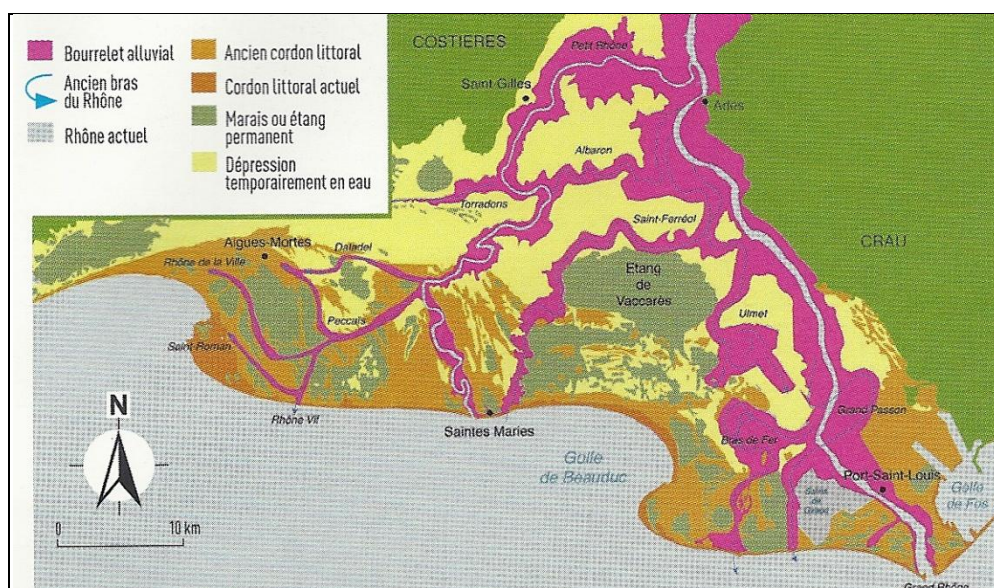 Bourrelet alluvial
Ancien bras
du Rhône
Rhône actuel
Ancien cordon littoral
Cordon littoral actuel
Marais ou étang
permanent
Dépression
temporairement en eau
COSTIERES
Petit Rhône
Saint-Gilles
Arles
Albaron
Torradons
Saint-Ferréol
CRAU
Aigues-Mortes
Daladel
Rhône de la Ville
Etang
de
Vaccarès
Ulmet
Peccaïs
Saint Roman
Rhône Vif
Saintes Maries
Grand Passon
Bras de Fer
Golfe
de Beauduc
Port-Saint-Louis
Golfe
de Fos
Grand Rhône
N
0
10 km